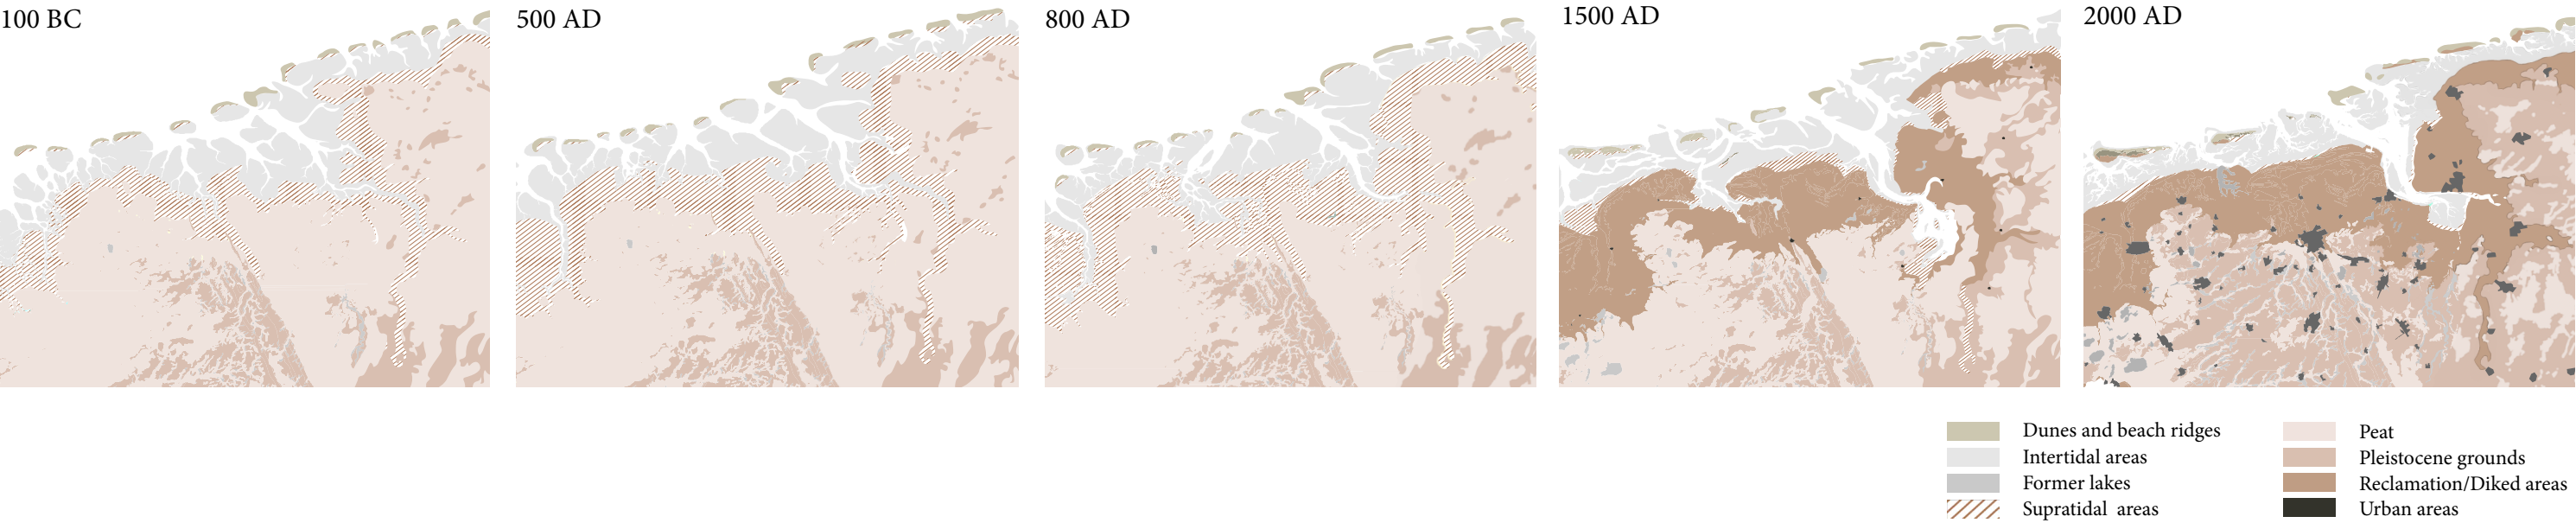 100 BC
500 AD
800 AD
1500 AD
2000 AD
Dunes and beach ridges
Intertidal areas
Former lakes
Supratidal areas
Peat
Pleistocene grounds
Reclamation/Diked areas
Urban areas